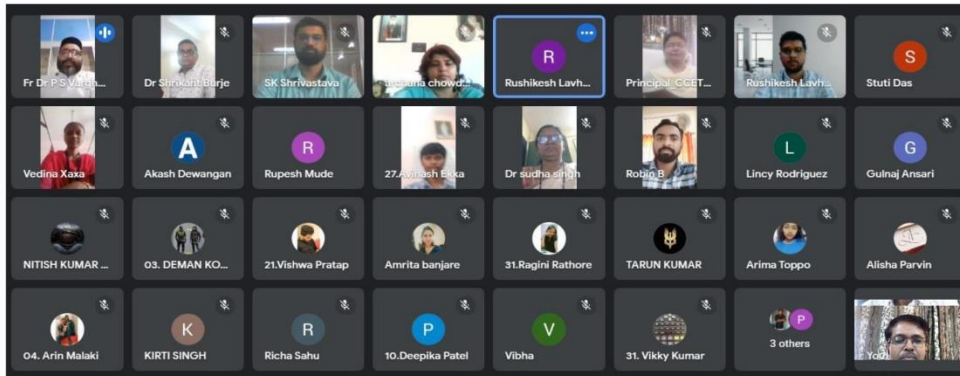 Fr Dr P S Vargh...
Dr Shrikant Burje
SK Shrivastava
chowd...
R
Rushikesh Lavh...
Principal CCET...
Rushikesh Lavh...
S
Stuti Das
Vedina Xaxa
A
Akash Dewangan
R
Rupesh Mude
27.Avinash Ekka
Dr sudha singh
Robin B
L
Lincy Rodriguez
G
Gulnaj Ansari
NITISH KUMAR ...
03. DEMAN KO...
21.Vishwa Pratap
Amrita banjare
31.Ragini Rathore
TARUN KUMAR
Arima Toppo
Alisha Parvin
04. Arin Malaki
K
KIRTI SINGH
R
Richa Sahu
P
10.Deepika Patel
V
Vibha
31. Vikky Kumar
P
3 others
You